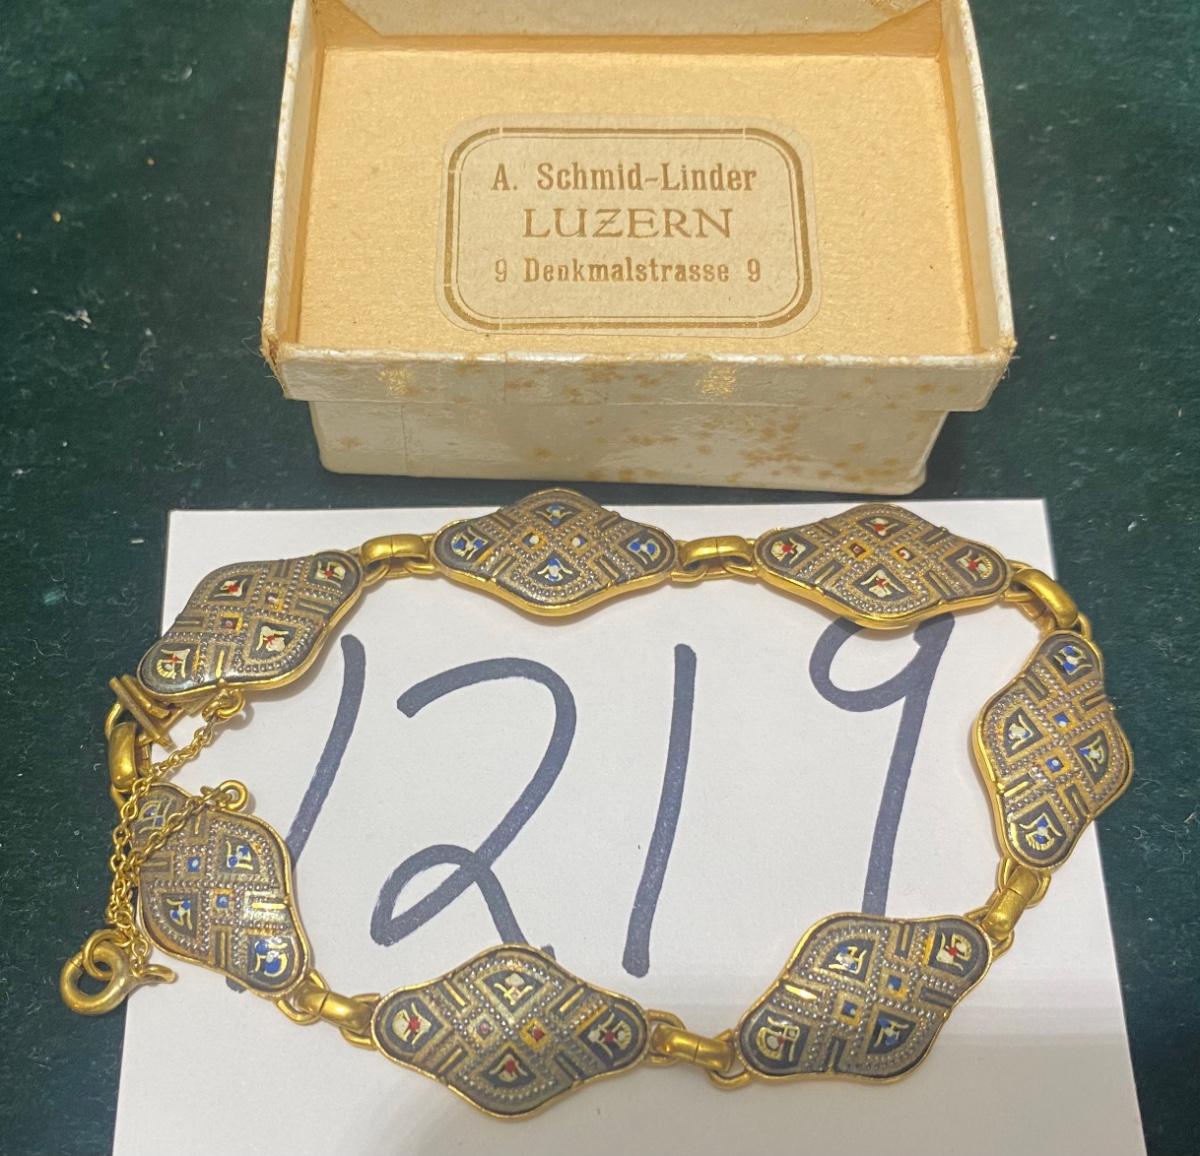 A. Schmid-Linder
LUZERN
9 Denkmalstrasse 9
1219